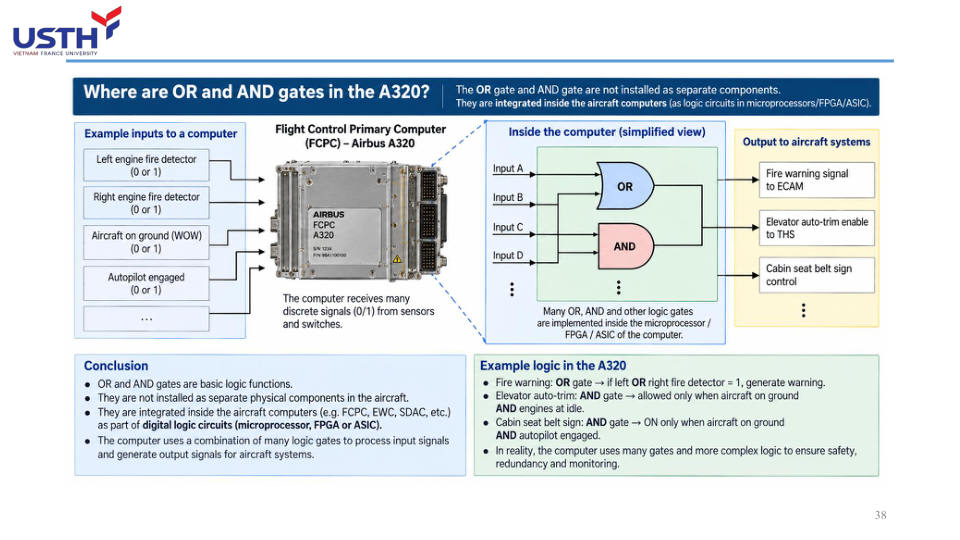 USTH
VIETNAM FRANCE UNIVERSITY
Where are OR and AND gates in the A320?
The OR gate and AND gate are not installed as separate components.
They are integrated inside the aircraft computers (as logic circuits in microprocessors/FPGA/ASIC).
Example inputs to a computer
Left engine fire detector
(0 or 1)
Right engine fire detector
(0 or 1)
Aircraft on ground (WOW)
(0 or 1)
Autopilot engaged
(0 or 1)
...
Flight Control Primary Computer
(FCPC) – Airbus A320
AIRBUS
FCPC
A320
S/N 1234
The computer receives many
discrete signals (0/1) from sensors
and switches.
Inside the computer (simplified view)
Input A
Input B
Input C
Input D
OR
AND
Many OR, AND and other logic gates
are implemented inside the microprocessor /
FPGA / ASIC of the computer.
Output to aircraft systems
Fire warning signal
to ECAM
Elevator auto-trim enable
to THS
Cabin seat belt sign
control
Conclusion
● OR and AND gates are basic logic functions.
● They are not installed as separate physical components in the aircraft.
● They are integrated inside the aircraft computers (e.g. FCPC, EWC, SDAC, etc.)
as part of digital logic circuits (microprocessor, FPGA or ASIC).
● The computer uses a combination of many logic gates to process input signals
and generate output signals for aircraft systems.
Example logic in the A320
● Fire warning: OR gate → if left OR right fire detector = 1, generate warning.
● Elevator auto-trim: AND gate → allowed only when aircraft on ground
AND engines at idle.
● Cabin seat belt sign: AND gate → ON only when aircraft on ground
AND autopilot engaged.
● In reality, the computer uses many gates and more complex logic to ensure safety,
redundancy and monitoring.
38